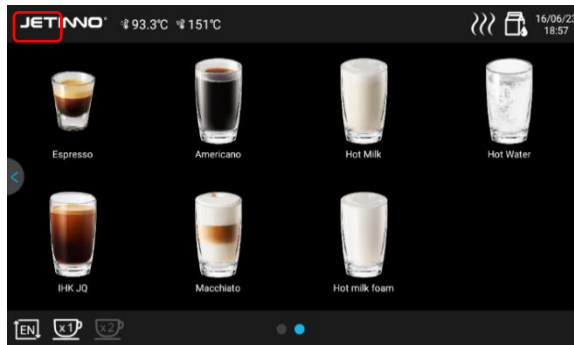 JETINNO
93.3℃ 151℃
16/06/23
18:57
Espresso
Americano
Hot Milk
Hot Water
IHK JQ
Macchiato
Hot milk foam
EN x1 x2